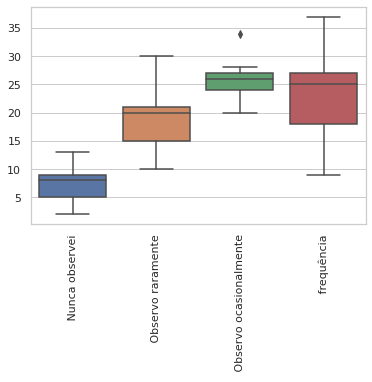 35
30
25
20
15
10
5
Nunca observei
Observo raramente
Observo ocasionalmente
frequência